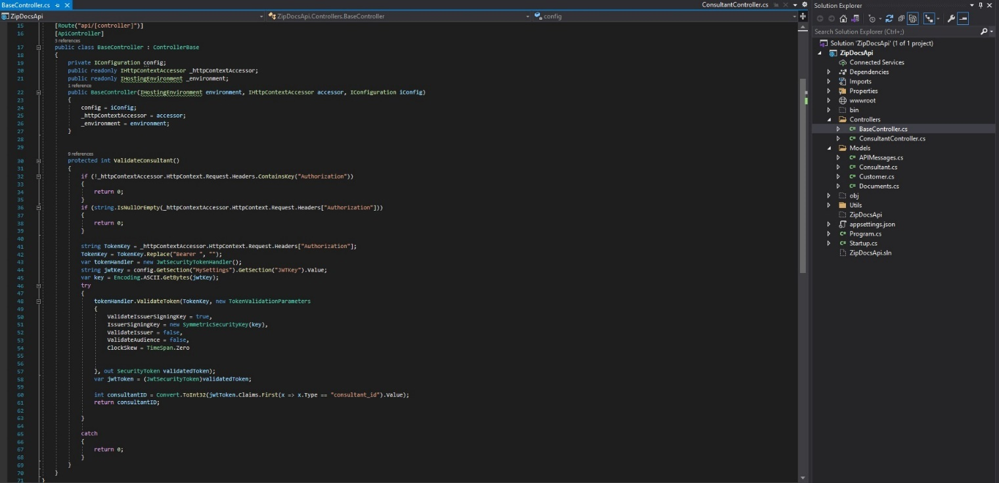 BaseController.cs
ConsultantController.cs
ZipDocsApi
ZipDocsApi.Controllers.BaseController
config
15 [Route("api/[controller]")]
16 [ApiController]
3 references
17 public class BaseController : ControllerBase
18 {
19 private IConfiguration config;
20 public readonly IHttpContextAccessor _httpContextAccessor;
21 public readonly IHostingEnvironment _environment;
1 reference
22 public BaseController(IHostingEnvironment environment, IHttpContextAccessor accessor, IConfiguration iConfig)
23 {
24 config = iConfig;
25 _httpContextAccessor = accessor;
26 _environment = environment;
27 }
28
29
9 references
30 protected int ValidateConsultant()
31 {
32 if (!_httpContextAccessor.HttpContext.Request.Headers.ContainsKey("Authorization"))
33 {
34 return 0;
35 }
36 if (string.IsNullOrEmpty(_httpContextAccessor.HttpContext.Request.Headers["Authorization"]))
37 {
38 return 0;
39 }
40
41 string TokenKey = _httpContextAccessor.HttpContext.Request.Headers["Authorization"];
42 TokenKey = TokenKey.Replace("Bearer ", "");
43 var tokenHandler = new JwtSecurityTokenHandler();
44 string jwtKey = config.GetSection("MySettings").GetSection("JWTKey").Value;
45 var key = Encoding.ASCII.GetBytes(jwtKey);
46 try
47 {
48 tokenHandler.ValidateToken(TokenKey, new TokenValidationParameters
49 {
50 ValidateIssuerSigningKey = true,
51 IssuerSigningKey = new SymmetricSecurityKey(key),
52 ValidateIssuer = false,
53 ValidateAudience = false,
54 ClockSkew = TimeSpan.Zero
55
56
57 }, out SecurityToken validatedToken);
58 var jwtToken = (JwtSecurityToken)validatedToken;
59
60 int consultantID = Convert.ToInt32(jwtToken.Claims.First(x => x.Type == "consultant_id").Value);
61 return consultantID;
62
63 }
64
65 catch
66 {
67 return 0;
68 }
69 }
70 }
71 }
Solution Explorer
Search Solution Explorer (Ctrl+;)
Solution 'ZipDocsApi' (1 of 1 project)
ZipDocsApi
Connected Services
Dependencies
Imports
Properties
wwwroot
bin
Controllers
C# BaseController.cs
C# ConsultantController.cs
Models
C# APIMessages.cs
C# Consultant.cs
C# Customer.cs
C# Documents.cs
obj
Utils
ZipDocsApi
appsettings.json
C# Program.cs
C# Startup.cs
ZipDocsApi.sln